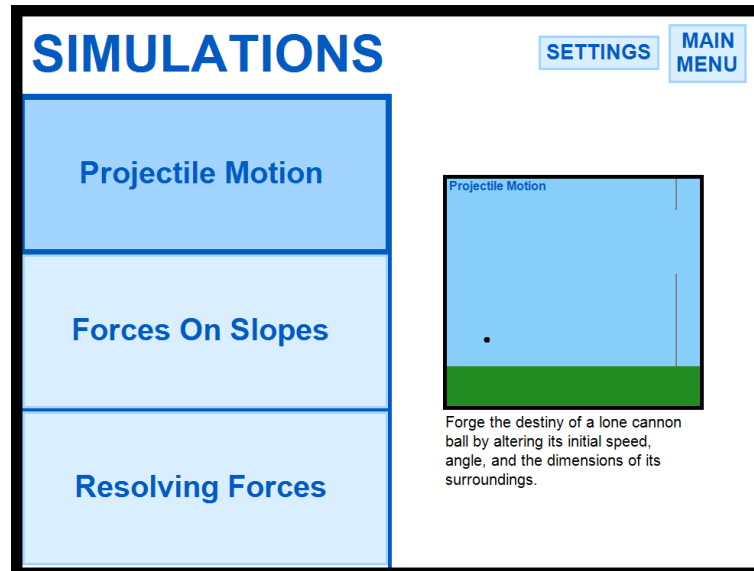 SIMULATIONS
SETTINGS
MAIN
MENU
Projectile Motion
Forces On Slopes
Resolving Forces
Projectile Motion
Forge the destiny of a lone cannon
ball by altering its initial speed,
angle, and the dimensions of its
surroundings.